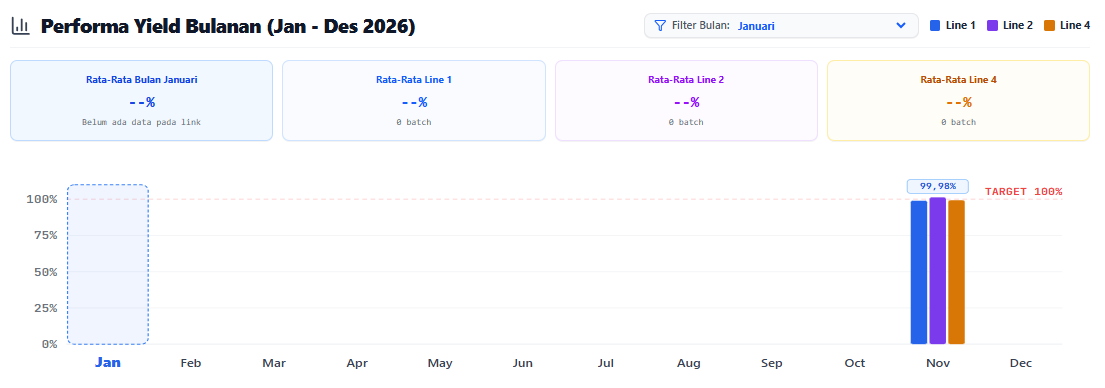 Performa Yield Bulanan (Jan - Des 2026)
Filter Bulan: Januari
Line 1 Line 2 Line 4
Rata-Rata Bulan Januari
--%
Belum ada data pada link
Rata-Rata Line 1
--%
0 batch
Rata-Rata Line 2
--%
0 batch
Rata-Rata Line 4
--%
0 batch
99,98%
TARGET 100%
100%
75%
50%
25%
0%
Jan Feb Mar Apr May Jun Jul Aug Sep Oct Nov Dec